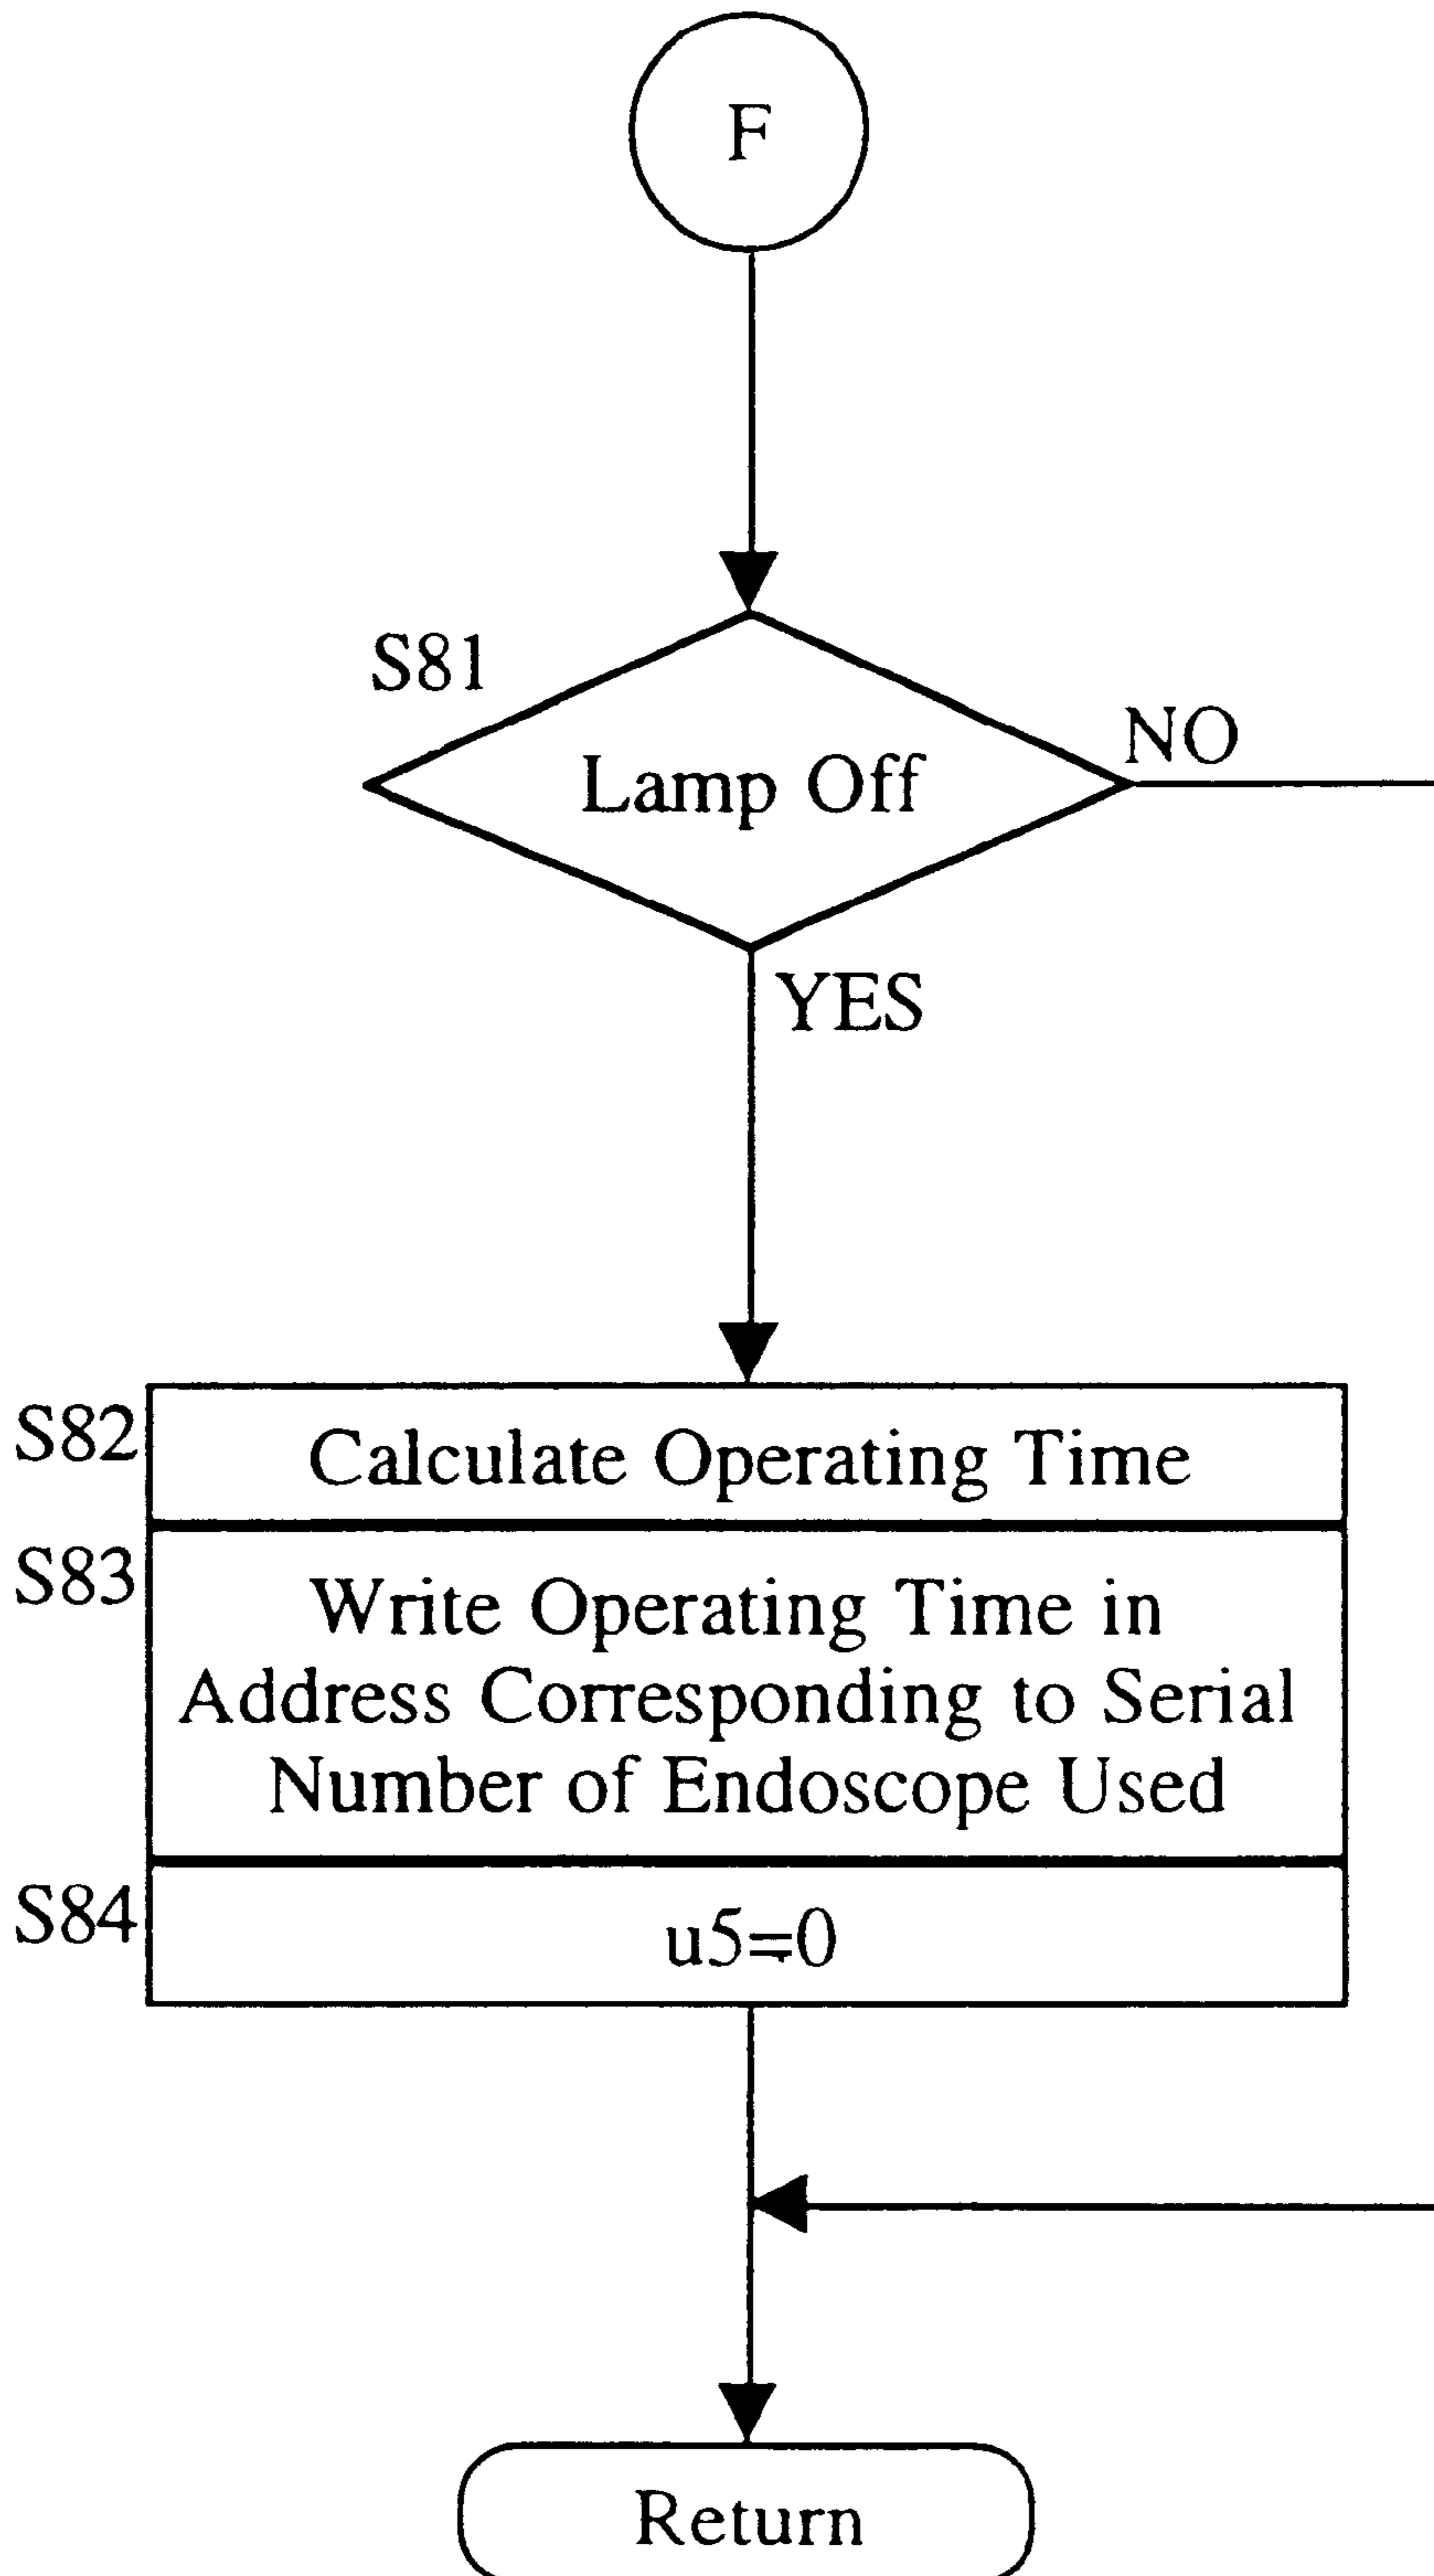 F
S81
Lamp Off
NO
YES
S82
Calculate Operating Time
S83
Write Operating Time in
Address Corresponding to Serial
Number of Endoscope Used
S84
u5=0
Return